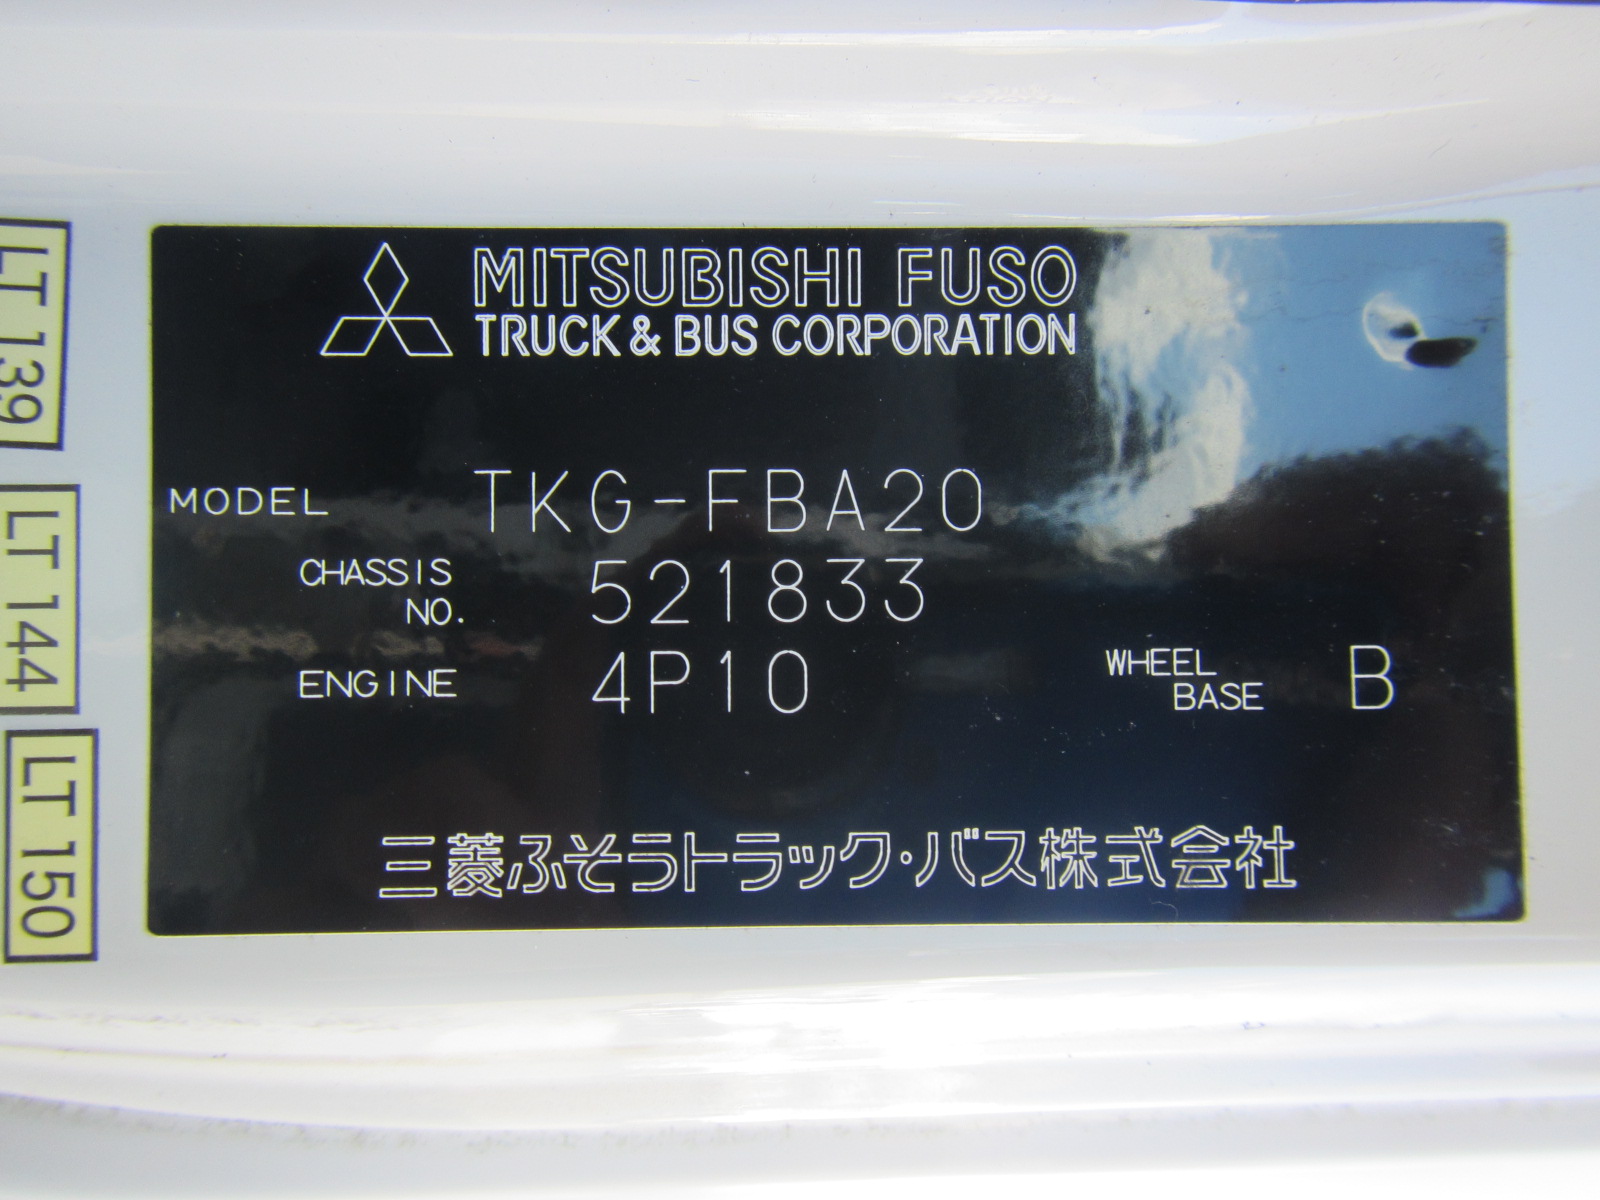 MITSUBISHI FUSO
TRUCK & BUS CORPORATION
MODEL TKG-FBA20
CHASSIS NO. 521833
ENGINE 4P10 WHEEL BASE B
三菱ふそうトラック・バス株式会社
LT 139
LT 144
LT 150